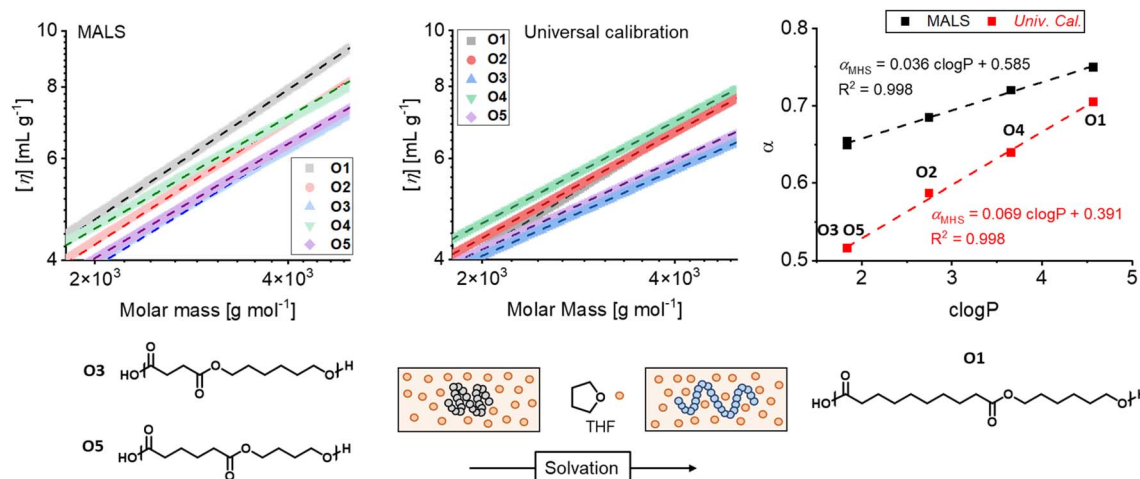 MALS
[η] [mL g⁻¹]
10
8
6
4
2×10³
4×10³
Molar mass [g mol⁻¹]
O1
O2
O3
O4
O5
Universal calibration
[η] [mL g⁻¹]
10
8
6
4
2×10³
4×10³
Molar Mass [g mol⁻¹]
O1
O2
O3
O4
O5
MALS
Univ. Cal.
α
0.8
0.7
0.6
0.5
2
3
4
5
clogP
α_MHS = 0.036 clogP + 0.585
R² = 0.998
O4
O1
O2
O3 O5
α_MHS = 0.069 clogP + 0.391
R² = 0.998
O3
HO
O
O
O
O
H
O5
HO
O
O
O
O
H
O
THF
Solvation
O1
HO
O
O
O
O
H